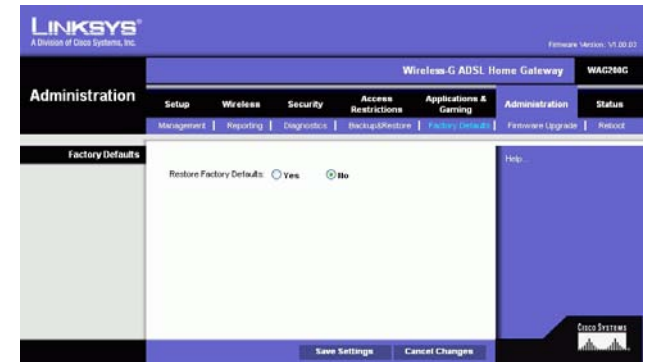 LINKSYS®
A Division of Cisco Systems, Inc.
Firmware Version: V1.00.03
Wireless-G ADSL Home Gateway WAG200G
Administration
Setup Wireless Security Access Restrictions Applications & Gaming Administration Status
Management | Reporting | Diagnostics | Backup&Restore | Factory Defaults | Firmware Upgrade | Reboot
Factory Defaults
Help...
Restore Factory Defaults: Yes No
CISCO SYSTEMS
Save Settings Cancel Changes